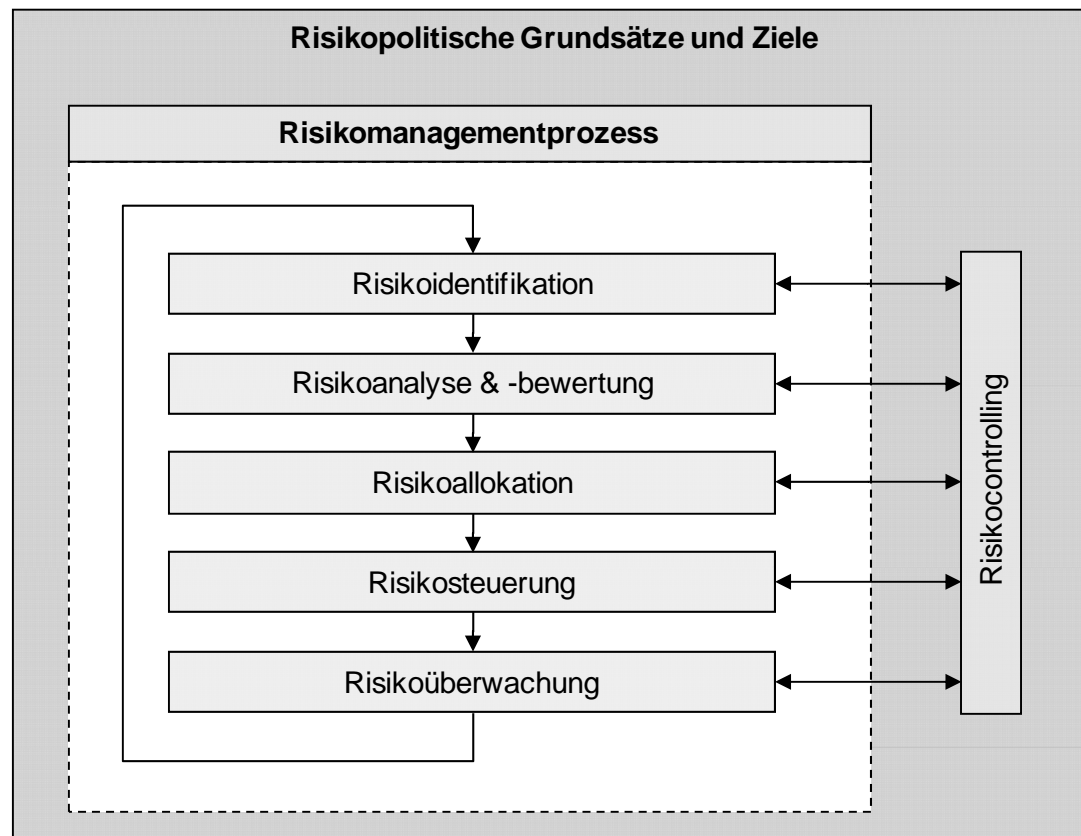 Risikopolitische Grundsätze und Ziele
Risikomanagementprozess
Risikoidentifikation
Risikoanalyse & -bewertung
Risikoallokation
Risikosteuerung
Risikoüberwachung
Risikocontrolling